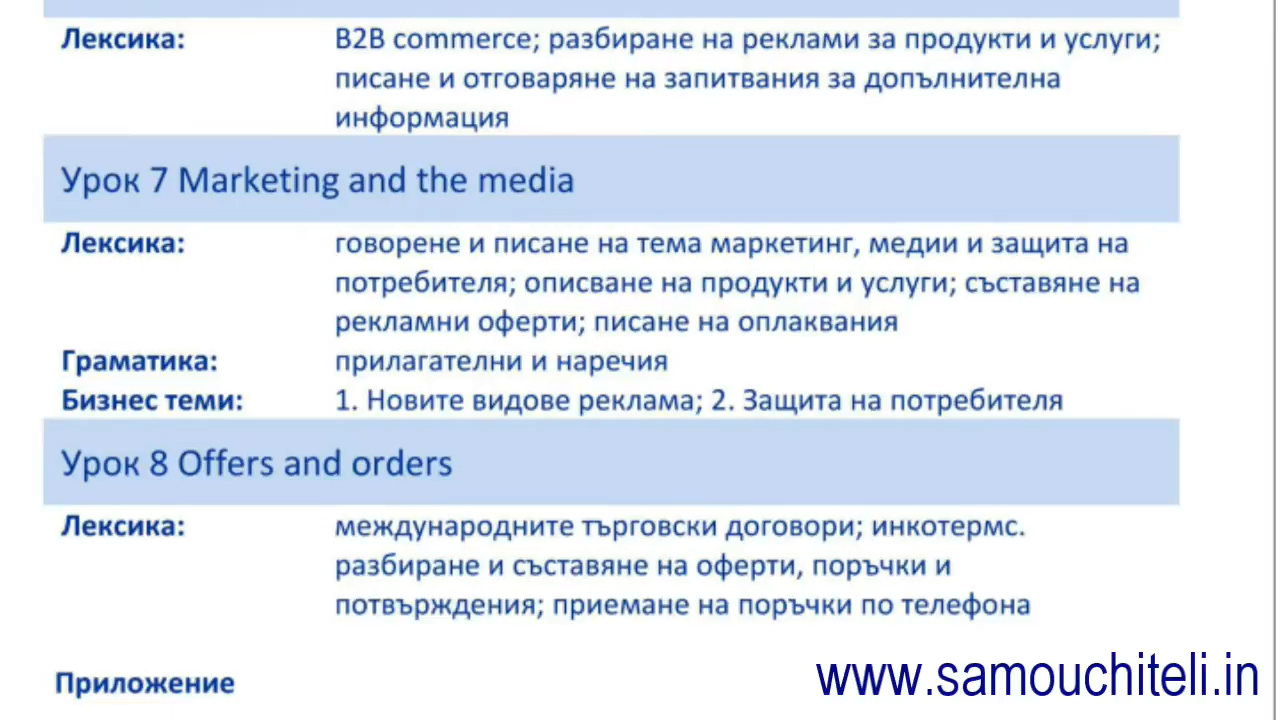 Лексика: B2B commerce; разбиране на реклами за продукти и услуги;
писане и отговаряне на запитвания за допълнителна
информация
Урок 7 Marketing and the media
Лексика: говорене и писане на тема маркетинг, медии и защита на
потребителя; описване на продукти и услуги; съставяне на
рекламни оферти; писане на оплаквания
Граматика: прилагателни и наречия
Бизнес теми: 1. Новите видове реклама; 2. Защита на потребителя
Урок 8 Offers and orders
Лексика: международните търговски договори; инкотермс.
разбиране и съставяне на оферти, поръчки и
потвърждения; приемане на поръчки по телефона
Приложение
www.samouchiteli.in